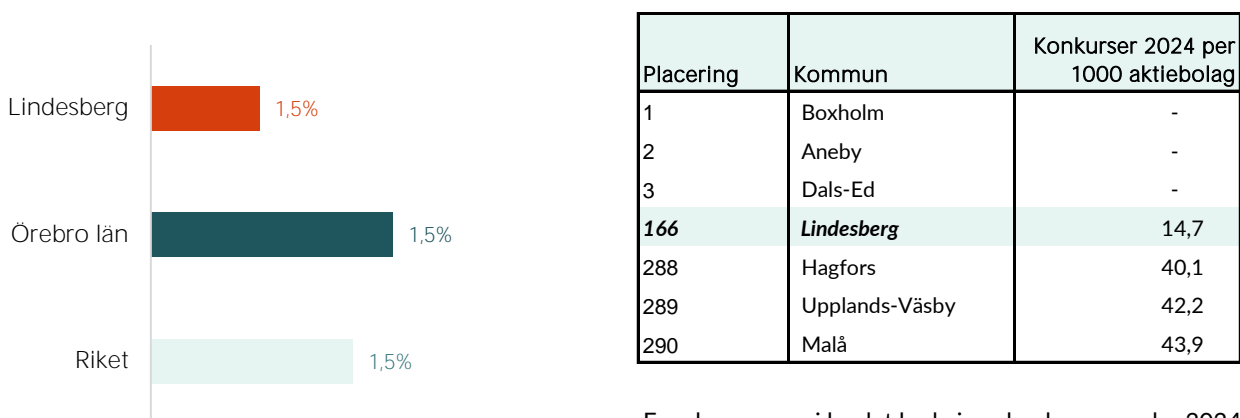 Lindesberg 1,5%
Örebro län 1,5%
Riket 1,5%
Placering Kommun Konkurser 2024 per 1000 aktiebolag
1 Boxholm -
2 Aneby -
3 Dals-Ed -
166 Lindesberg 14,7
288 Hagfors 40,1
289 Upplands-Väsby 42,2
290 Malå 43,9
2024